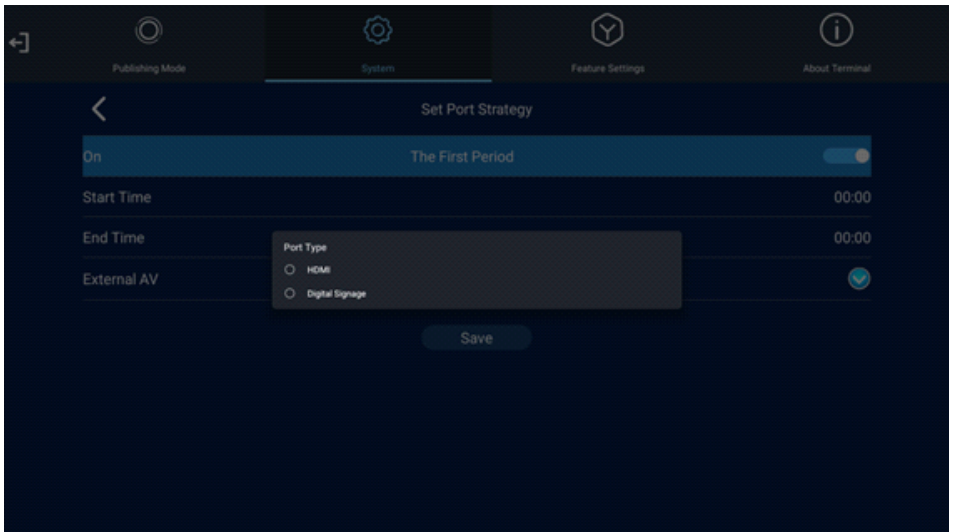 Publishing Mode
System
Feature Settings
About Terminal
Set Port Strategy
On The First Period
Start Time 00:00
End Time 00:00
Port Type
External AV
HDMI
Digital Signage
Save